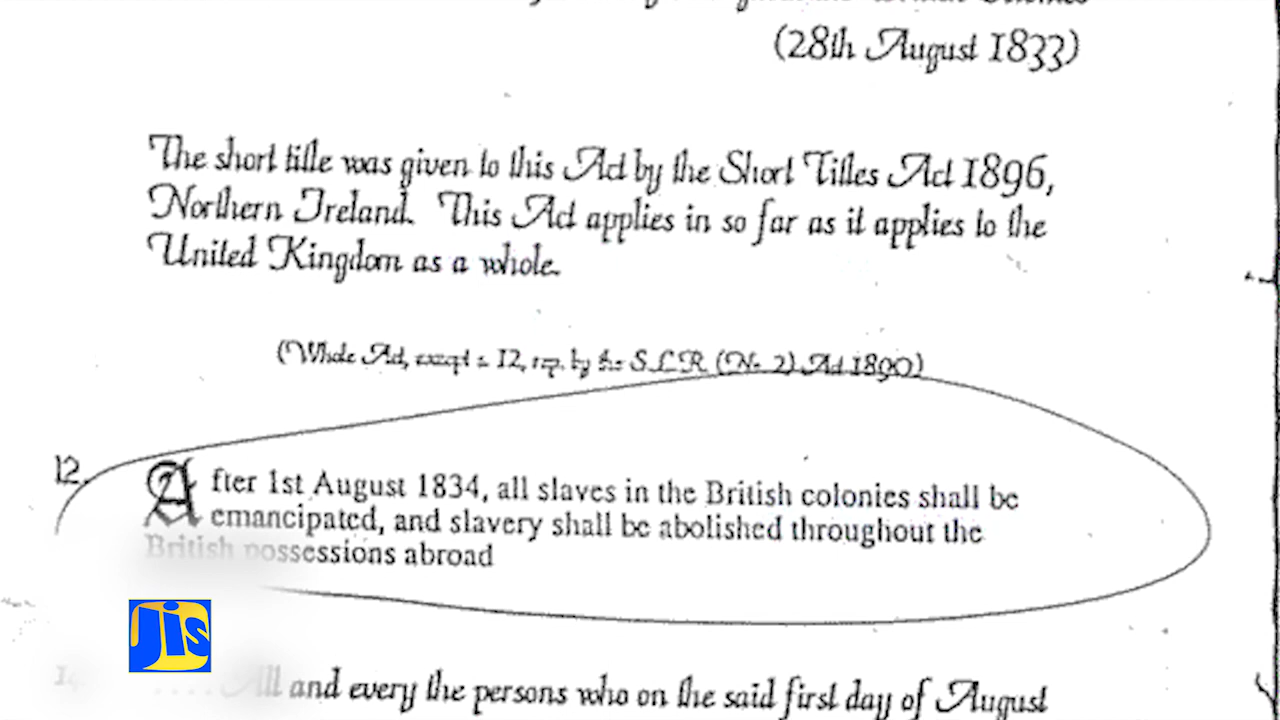 (28th August 1833)
The short title was given to this Act by the Short Titles Act 1896,
Northern Ireland. This Act applies in so far as it applies to the
United Kingdom as a whole.
(Whole Act, except s 12, rep. by the S.L.R (No 2) Act 1890)
12.
After 1st August 1834, all slaves in the British colonies shall be
emancipated, and slavery shall be abolished throughout the
British possessions abroad
Jis
.... All and every the persons who on the said first day of August